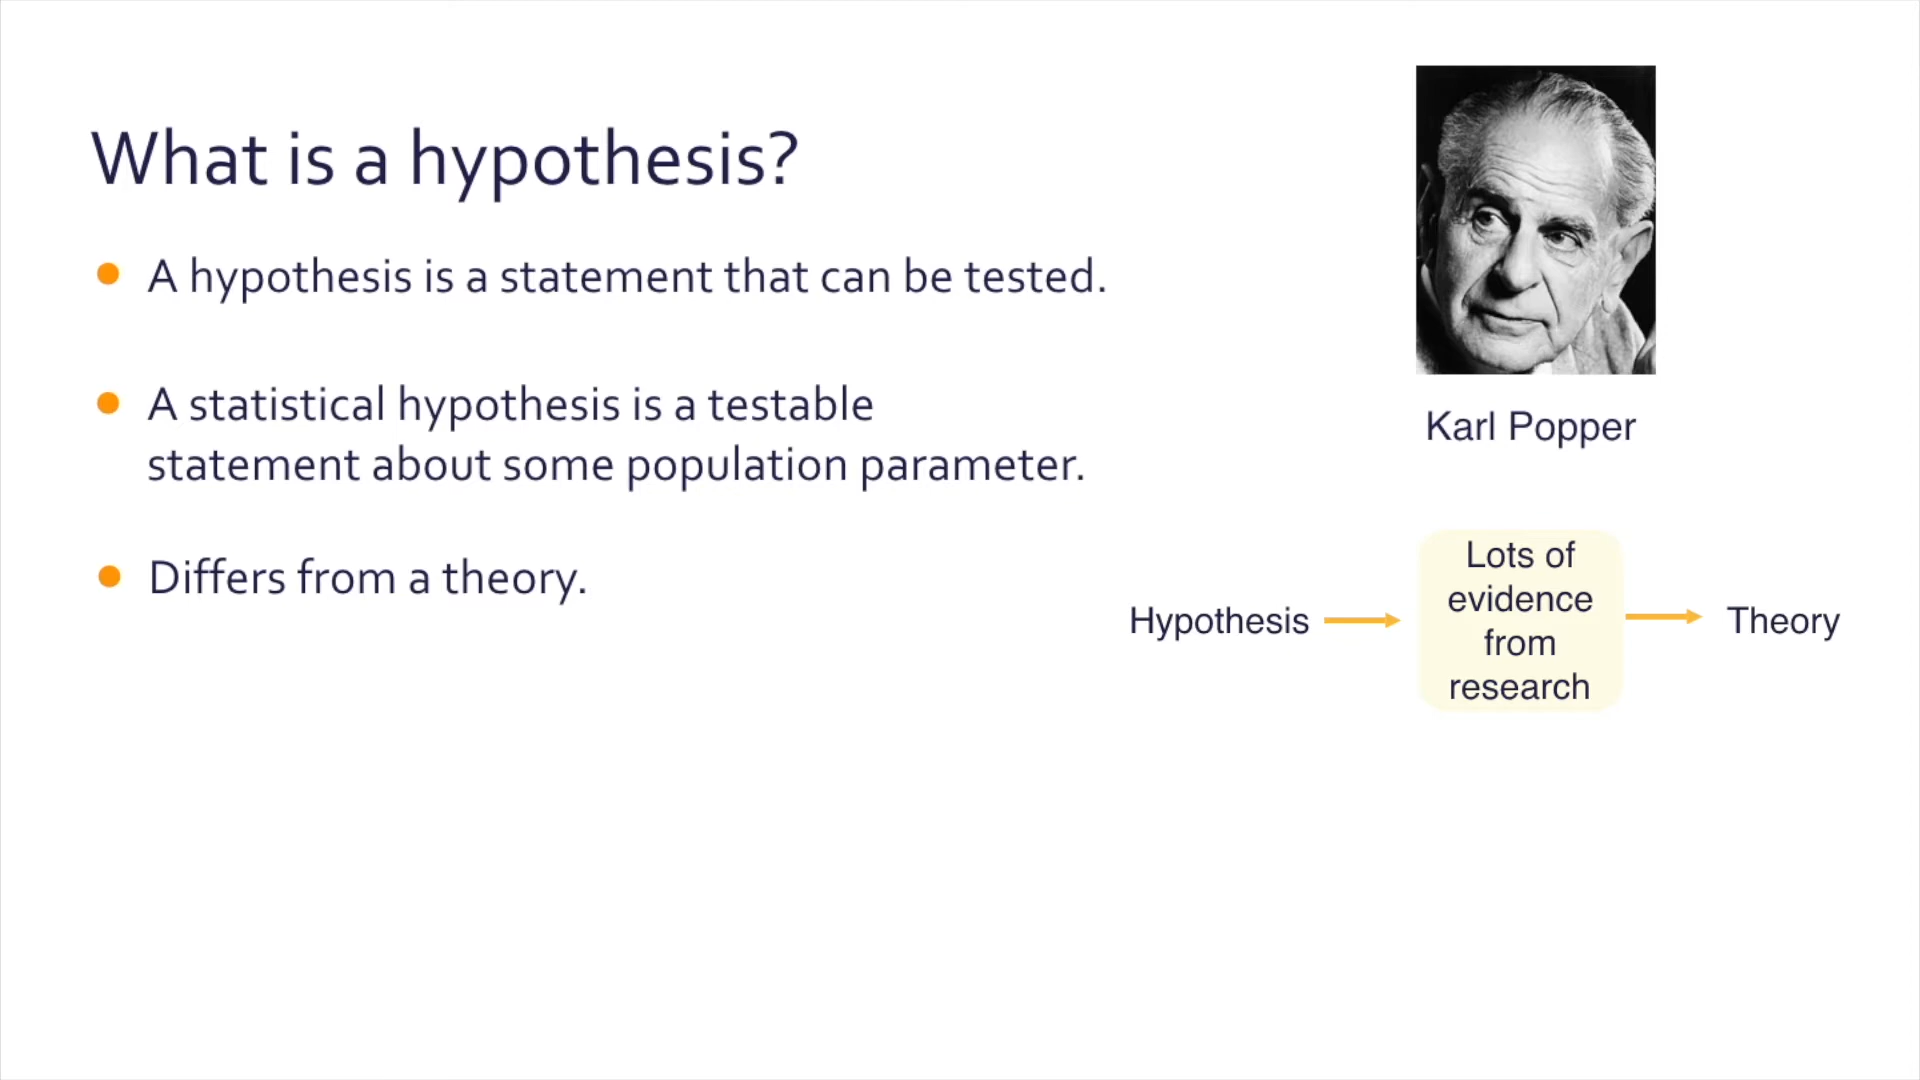 What is a hypothesis?
A hypothesis is a statement that can be tested.
A statistical hypothesis is a testable
statement about some population parameter.
Differs from a theory.
Karl Popper
Hypothesis
Lots of
evidence
from
research
Theory